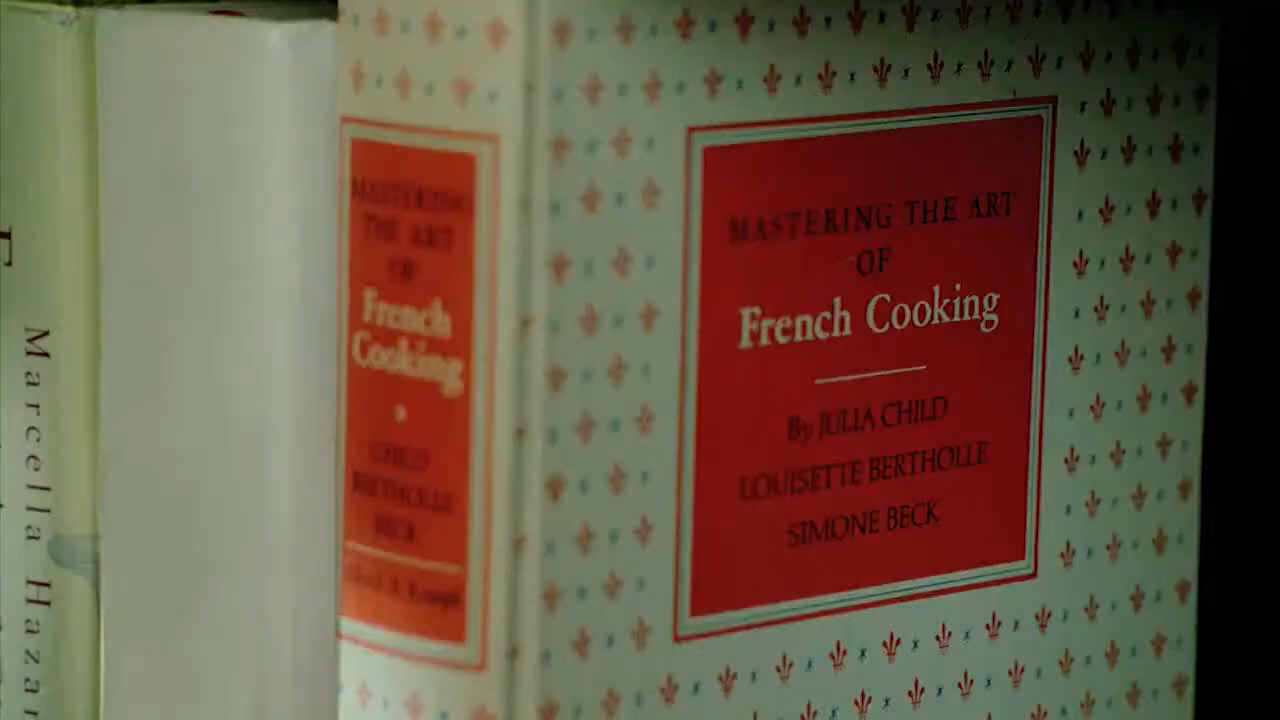 Marcella Hazan
MASTERING
THE ART
OF
French
Cooking
CHILD
BERTHOLLE
BECK
MASTERING THE ART
OF
French Cooking
By JULIA CHILD
LOUISETTE BERTHOLLE
SIMONE BECK